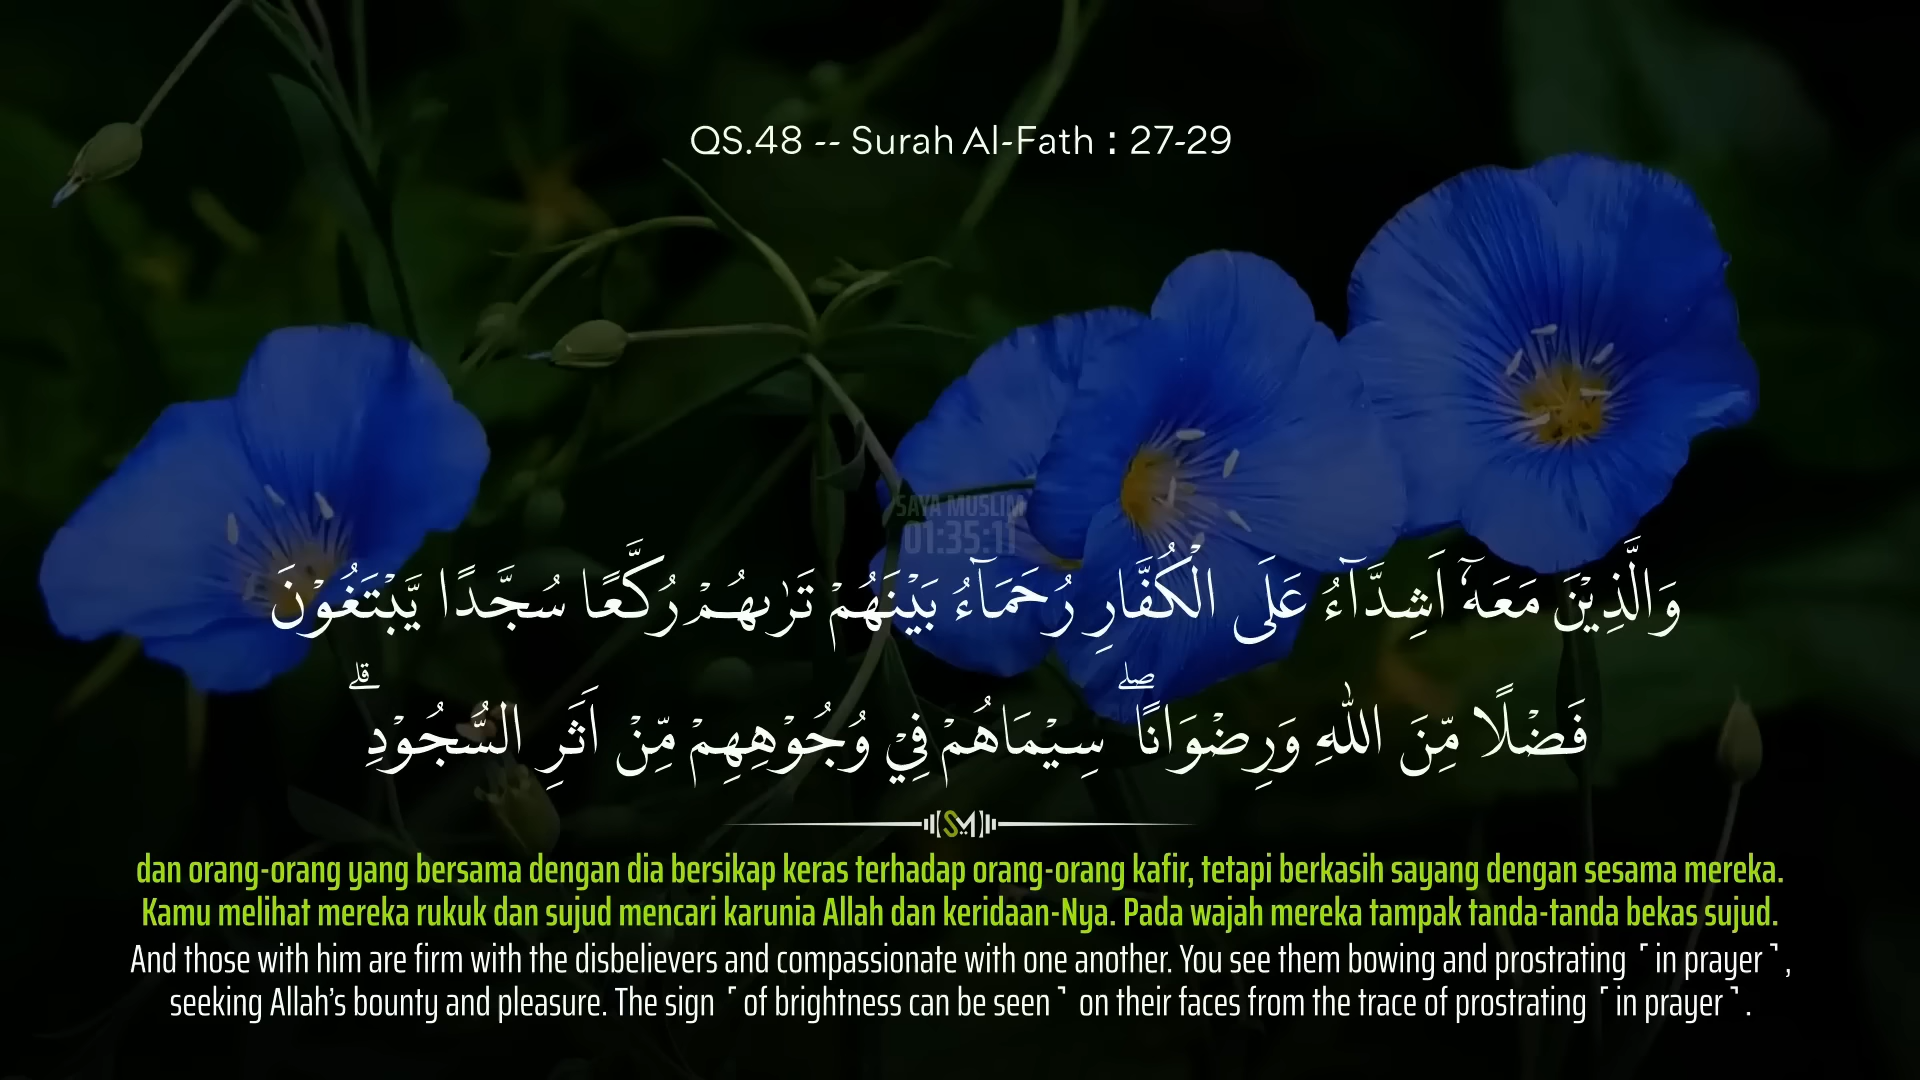 QS.48 -- Surah Al-Fath : 27-29
SAYA MUSLIM
01:35:11
وَالَّذِيْنَ مَعَهٗٓ اَشِدَّاۤءُ عَلَى الْكُفَّارِ رُحَمَاۤءُ بَيْنَهُمْ تَرٰىهُمْ رُكَّعًا سُجَّدًا يَّبْتَغُوْنَ
فَضْلًا مِّنَ اللّٰهِ وَرِضْوَانًاۖ سِيْمَاهُمْ فِيْ وُجُوْهِهِمْ مِّنْ اَثَرِ السُّجُوْدِۗ
SM
dan orang-orang yang bersama dengan dia bersikap keras terhadap orang-orang kafir, tetapi berkasih sayang dengan sesama mereka.
Kamu melihat mereka rukuk dan sujud mencari karunia Allah dan keridaan-Nya. Pada wajah mereka tampak tanda-tanda bekas sujud.
And those with him are firm with the disbelievers and compassionate with one another. You see them bowing and prostrating ˹in prayer˺,
seeking Allah’s bounty and pleasure. The sign ˹of brightness can be seen˺ on their faces from the trace of prostrating ˹in prayer˺.